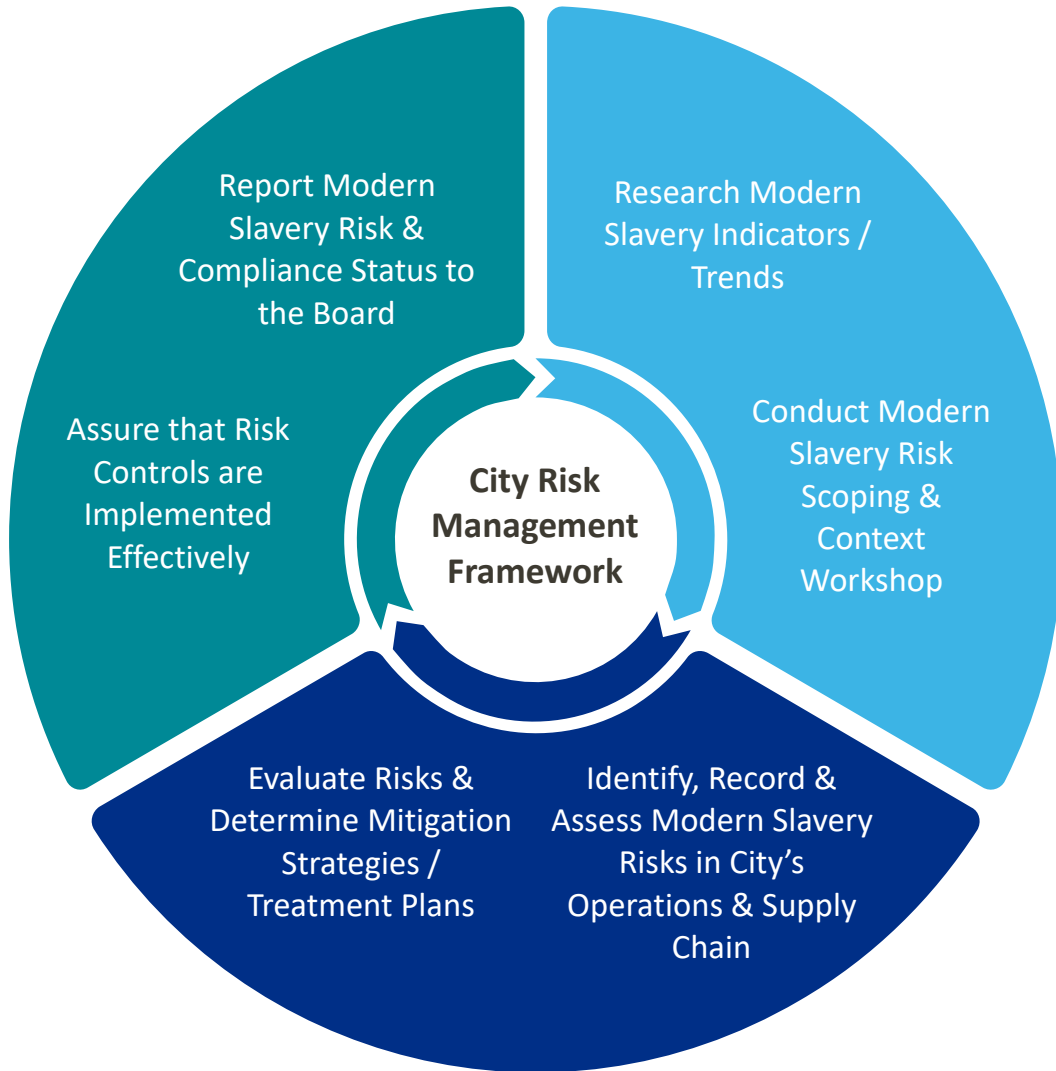 Report Modern
Slavery Risk &
Compliance Status to
the Board
Research Modern
Slavery Indicators /
Trends
Assure that Risk
Controls are
Implemented
Effectively
City Risk
Management
Framework
Conduct Modern
Slavery Risk
Scoping &
Context
Workshop
Evaluate Risks &
Determine Mitigation
Strategies /
Treatment Plans
Identify, Record &
Assess Modern Slavery
Risks in City’s
Operations & Supply
Chain